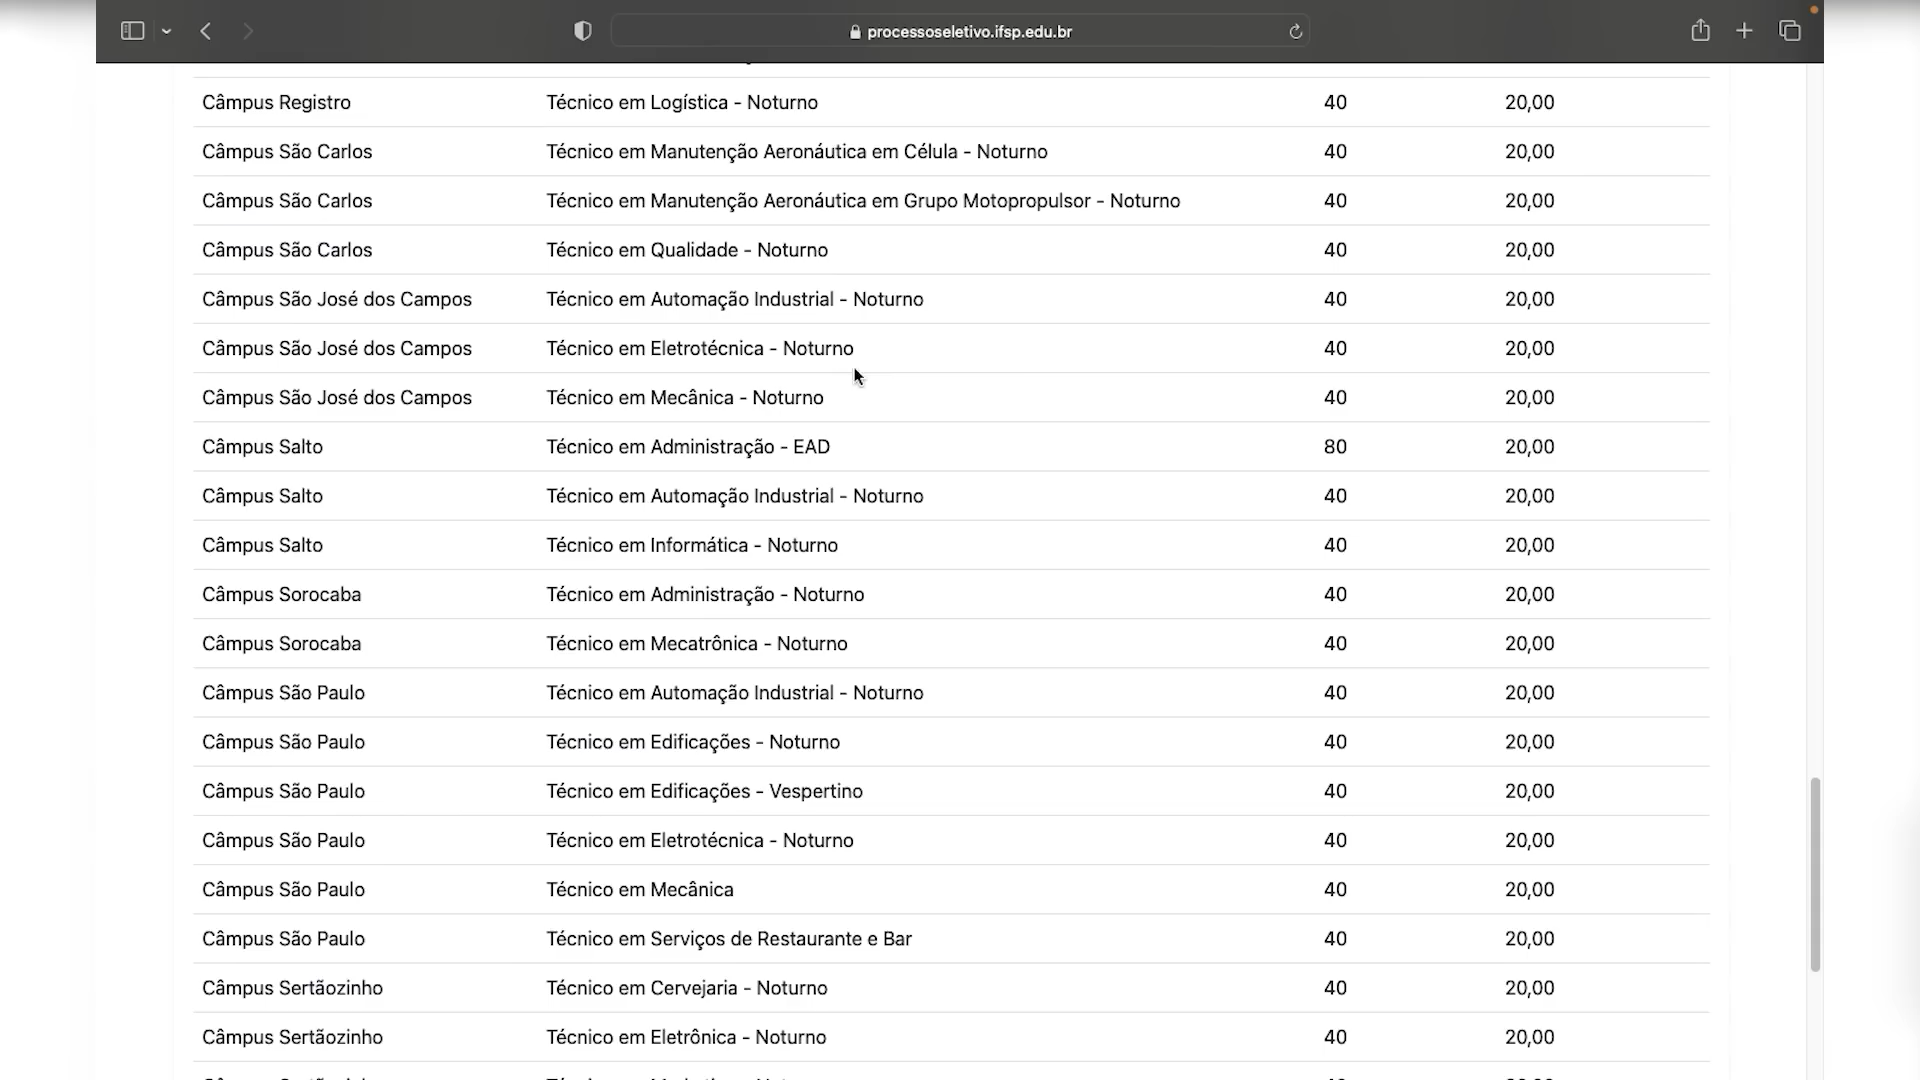 processoseletivo.ifsp.edu.br
Câmpus Registro Técnico em Logística - Noturno 40 20,00
Câmpus São Carlos Técnico em Manutenção Aeronáutica em Célula - Noturno 40 20,00
Câmpus São Carlos Técnico em Manutenção Aeronáutica em Grupo Motopropulsor - Noturno 40 20,00
Câmpus São Carlos Técnico em Qualidade - Noturno 40 20,00
Câmpus São José dos Campos Técnico em Automação Industrial - Noturno 40 20,00
Câmpus São José dos Campos Técnico em Eletrotécnica - Noturno 40 20,00
Câmpus São José dos Campos Técnico em Mecânica - Noturno 40 20,00
Câmpus Salto Técnico em Administração - EAD 80 20,00
Câmpus Salto Técnico em Automação Industrial - Noturno 40 20,00
Câmpus Salto Técnico em Informática - Noturno 40 20,00
Câmpus Sorocaba Técnico em Administração - Noturno 40 20,00
Câmpus Sorocaba Técnico em Mecatrônica - Noturno 40 20,00
Câmpus São Paulo Técnico em Automação Industrial - Noturno 40 20,00
Câmpus São Paulo Técnico em Edificações - Noturno 40 20,00
Câmpus São Paulo Técnico em Edificações - Vespertino 40 20,00
Câmpus São Paulo Técnico em Eletrotécnica - Noturno 40 20,00
Câmpus São Paulo Técnico em Mecânica 40 20,00
Câmpus São Paulo Técnico em Serviços de Restaurante e Bar 40 20,00
Câmpus Sertãozinho Técnico em Cervejaria - Noturno 40 20,00
Câmpus Sertãozinho Técnico em Eletrônica - Noturno 40 20,00